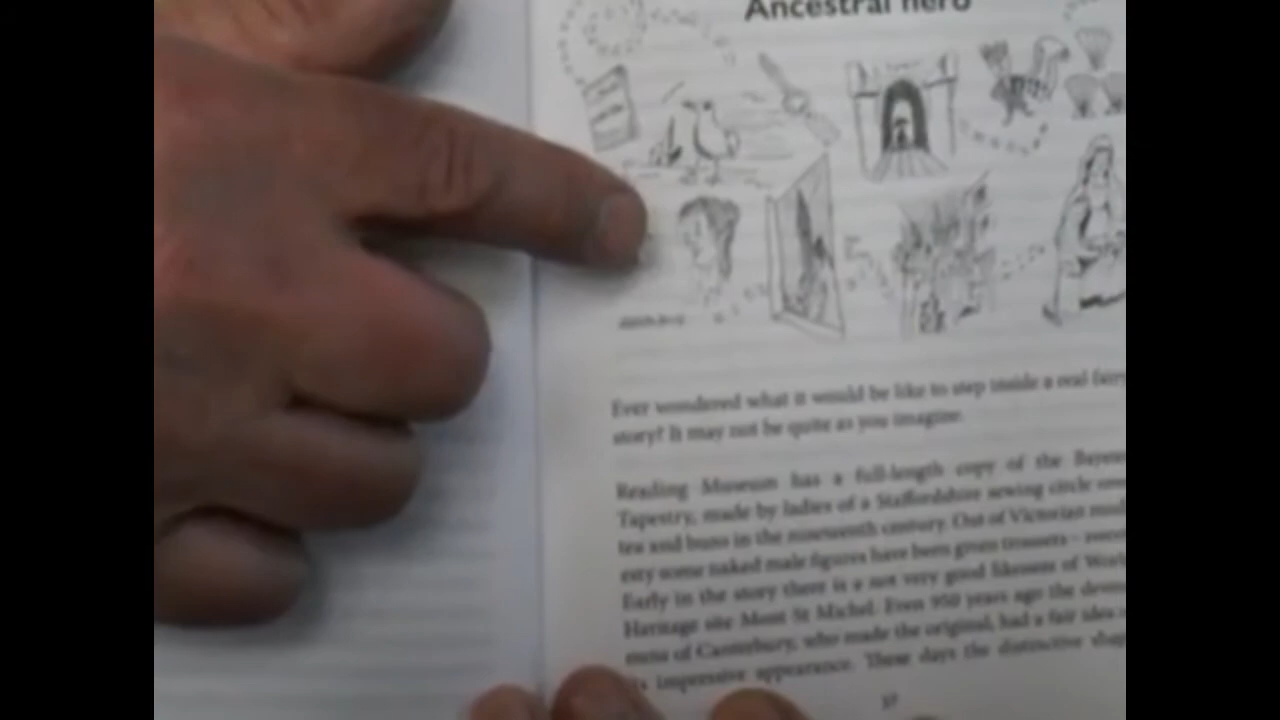 Ancestral hero
Ever wondered what it would be like to step inside a real fairy
story? It may not be quite as you imagine.
Reading Museum has a full-length copy of the Bayeux
Tapestry, made by ladies of a Staffordshire sewing circle
tea and buns in the nineteenth century. Out of Victorian
esty some naked male figures have been given trousers –
Early in the story there is a not very good likeness of
Heritage site Mont St Michel. Even 950 years ago the
of Canterbury, who made the original, had a fair idea
its impressive appearance. These days the distinctive
37